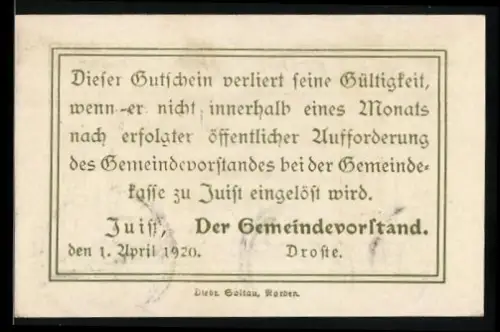 Dieser Gutschein verliert seine Gültigkeit,
wenn er nicht innerhalb eines Monats
nach erfolgter öffentlicher Aufforderung
des Gemeindevorstandes bei der Gemeinde-
kasse zu Juist eingelöst wird.
Juist, Der Gemeindevorstand.
den 1. April 1920. Droste.
Diedr. Soltau, Norden.